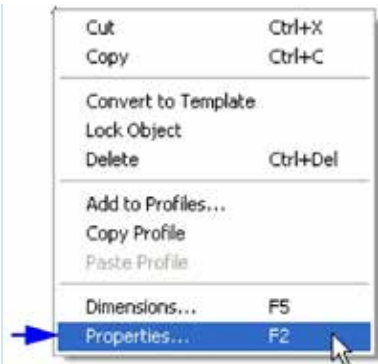 Cut Ctrl+X
Copy Ctrl+C
Convert to Template
Lock Object
Delete Ctrl+Del
Add to Profiles...
Copy Profile
Paste Profile
Dimensions... F5
Properties... F2